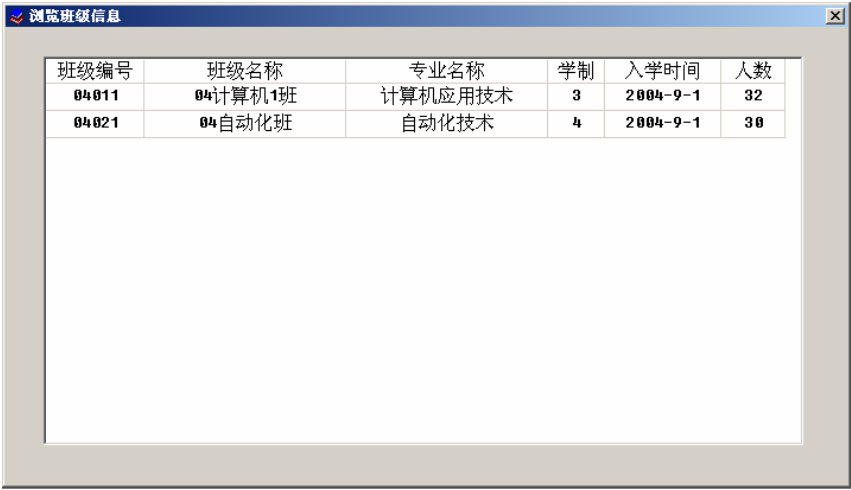 浏览班级信息
班级编号 班级名称 专业名称 学制 入学时间 人数
04011 04计算机1班 计算机应用技术 3 2004-9-1 32
04021 04自动化班 自动化技术 4 2004-9-1 30